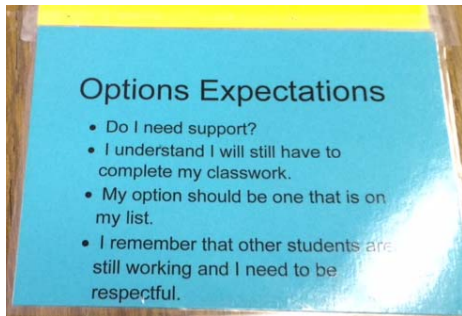 Options Expectations
• Do I need support?
• I understand I will still have to
complete my classwork.
• My option should be one that is on
my list.
• I remember that other students are
still working and I need to be
respectful.